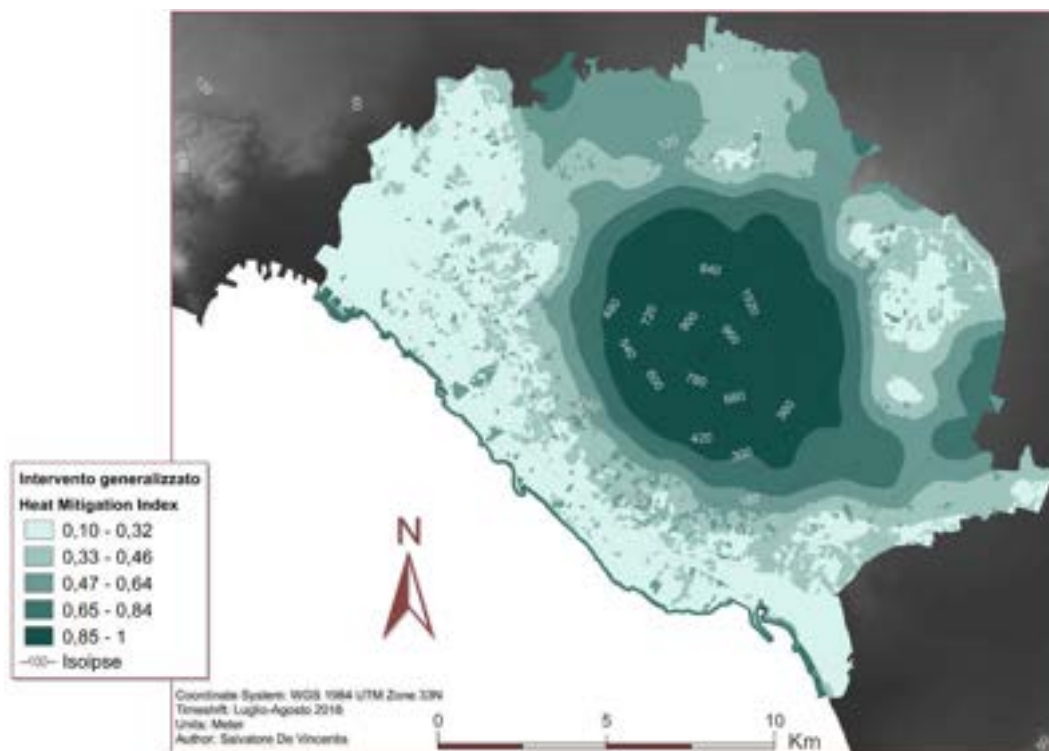 640
1020
480
720
900
960
540
600
780
660
360
420
300
Intervento generalizzato
Heat Mitigation Index
0,10 - 0,32
0,33 - 0,46
0,47 - 0,64
0,65 - 0,84
0,85 - 1
100 Isoipse
N
Coordinate System: WGS 1984 UTM Zone 33N
Timeshift: Luglio-Agosto 2018
Units: Meter
Author: Salvatore De Vincentis
0 5 10
Km